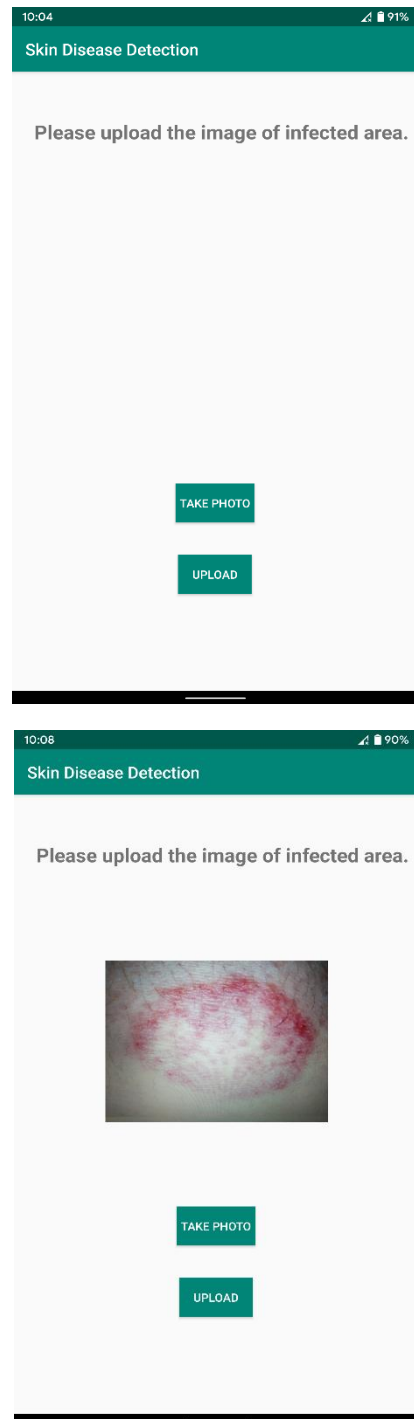 10:04 91%
Skin Disease Detection
Please upload the image of infected area.
TAKE PHOTO
UPLOAD
10:08 90%
Skin Disease Detection
Please upload the image of infected area.
TAKE PHOTO
UPLOAD